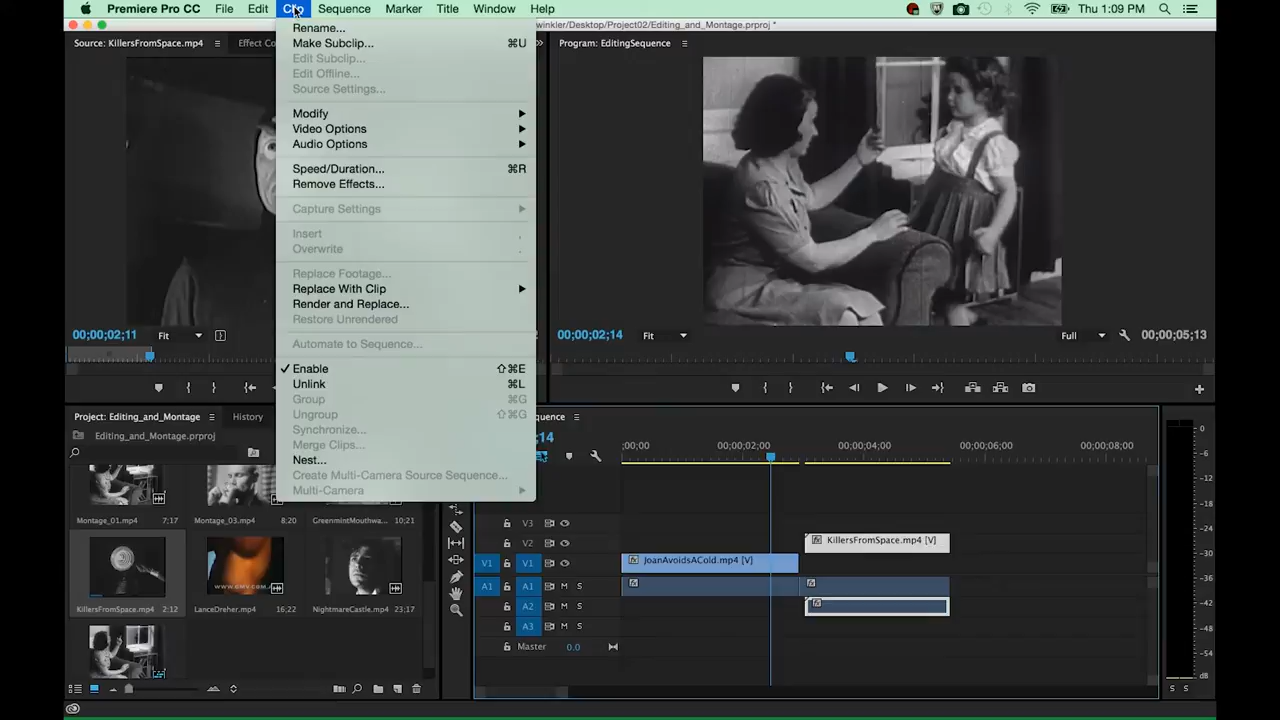 Premiere Pro CC File Edit Clip Sequence Marker Title Window Help Thu 1:09 PM
winkler/Desktop/Project02/Editing_and_Montage.prproj *
Source: KillersFromSpace.mp4 Effect Co
Program: EditingSequence
Rename...
Make Subclip... ⌘U
Edit Subclip...
Edit Offline...
Source Settings...
Modify
Video Options
Audio Options
Speed/Duration... ⌘R
Remove Effects...
Capture Settings
Insert ,
Overwrite .
Replace Footage...
Replace With Clip
Render and Replace...
Restore Unrendered
Automate to Sequence...
✓ Enable ⇧⌘E
Unlink ⌘L
Group ⌘G
Ungroup ⇧⌘G
Synchronize...
Merge Clips...
Nest...
Create Multi-Camera Source Sequence...
Multi-Camera
00;00;02;11 Fit
00;00;02;14 Fit Full 00;00;05;13
Project: Editing_and_Montage History
Editing_and_Montage.prproj
Montage_01.mp4 7;17
Montage_03.mp4 8;20
GreenmintMouthwa... 10;21
KillersFromSpace.mp4 2:12
LanceDreher.mp4 16;22
NightmareCastle.mp4 23;17
WWW.CMV.COM
quence
;14
;00;00 00;00;02;00 00;00;04;00 00;00;06;00 00;00;08;00
V3
V2 KillersFromSpace.mp4 [V]
V1 V1 JoanAvoidsACold.mp4 [V]
A1 A1 M S
A2 M S
A3 M S
Master 0.0
0
-6
-12
-18
-24
-30
-36
-42
-48
-54
dB
S S